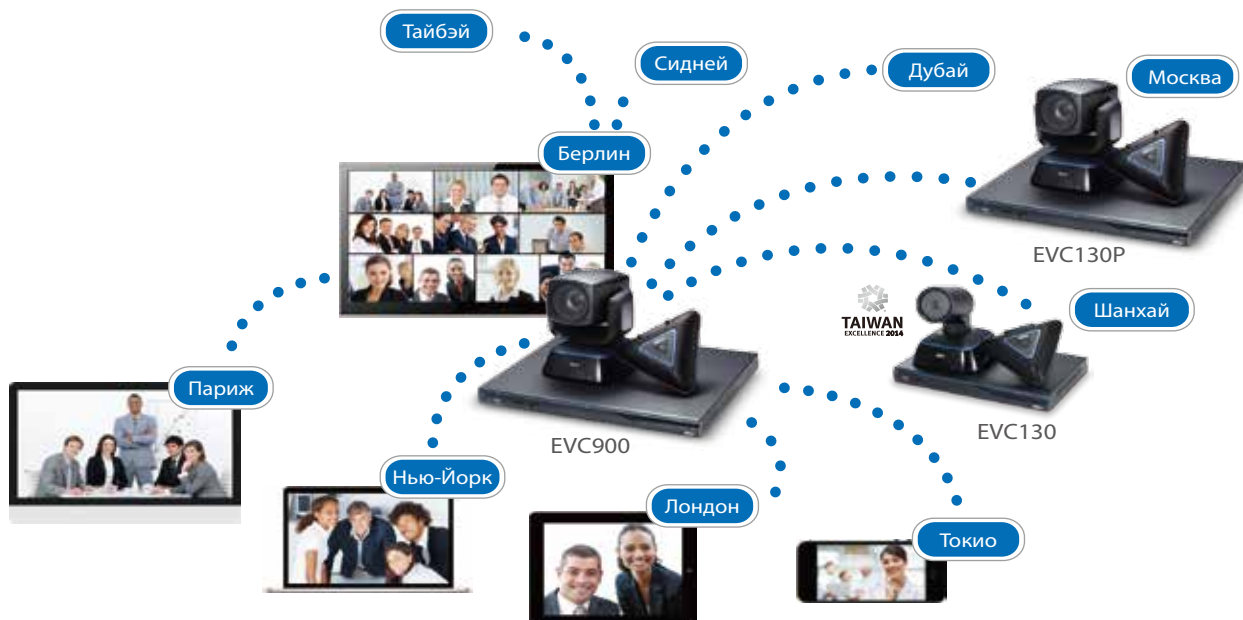 Тайбэй
Сидней
Дубай
Москва
Берлин
EVC130P
TAIWAN
EXCELLENCE 2014
Шанхай
Париж
EVC900
EVC130
Нью-Йорк
Лондон
Токио